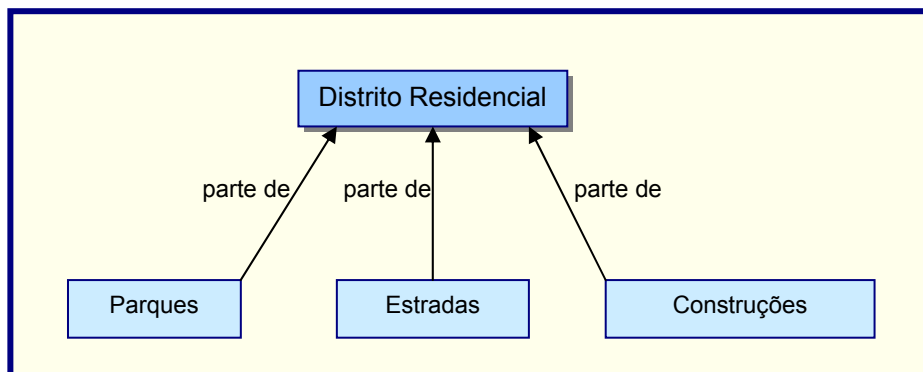 Distrito Residencial
parte de
parte de
parte de
Parques
Estradas
Construções